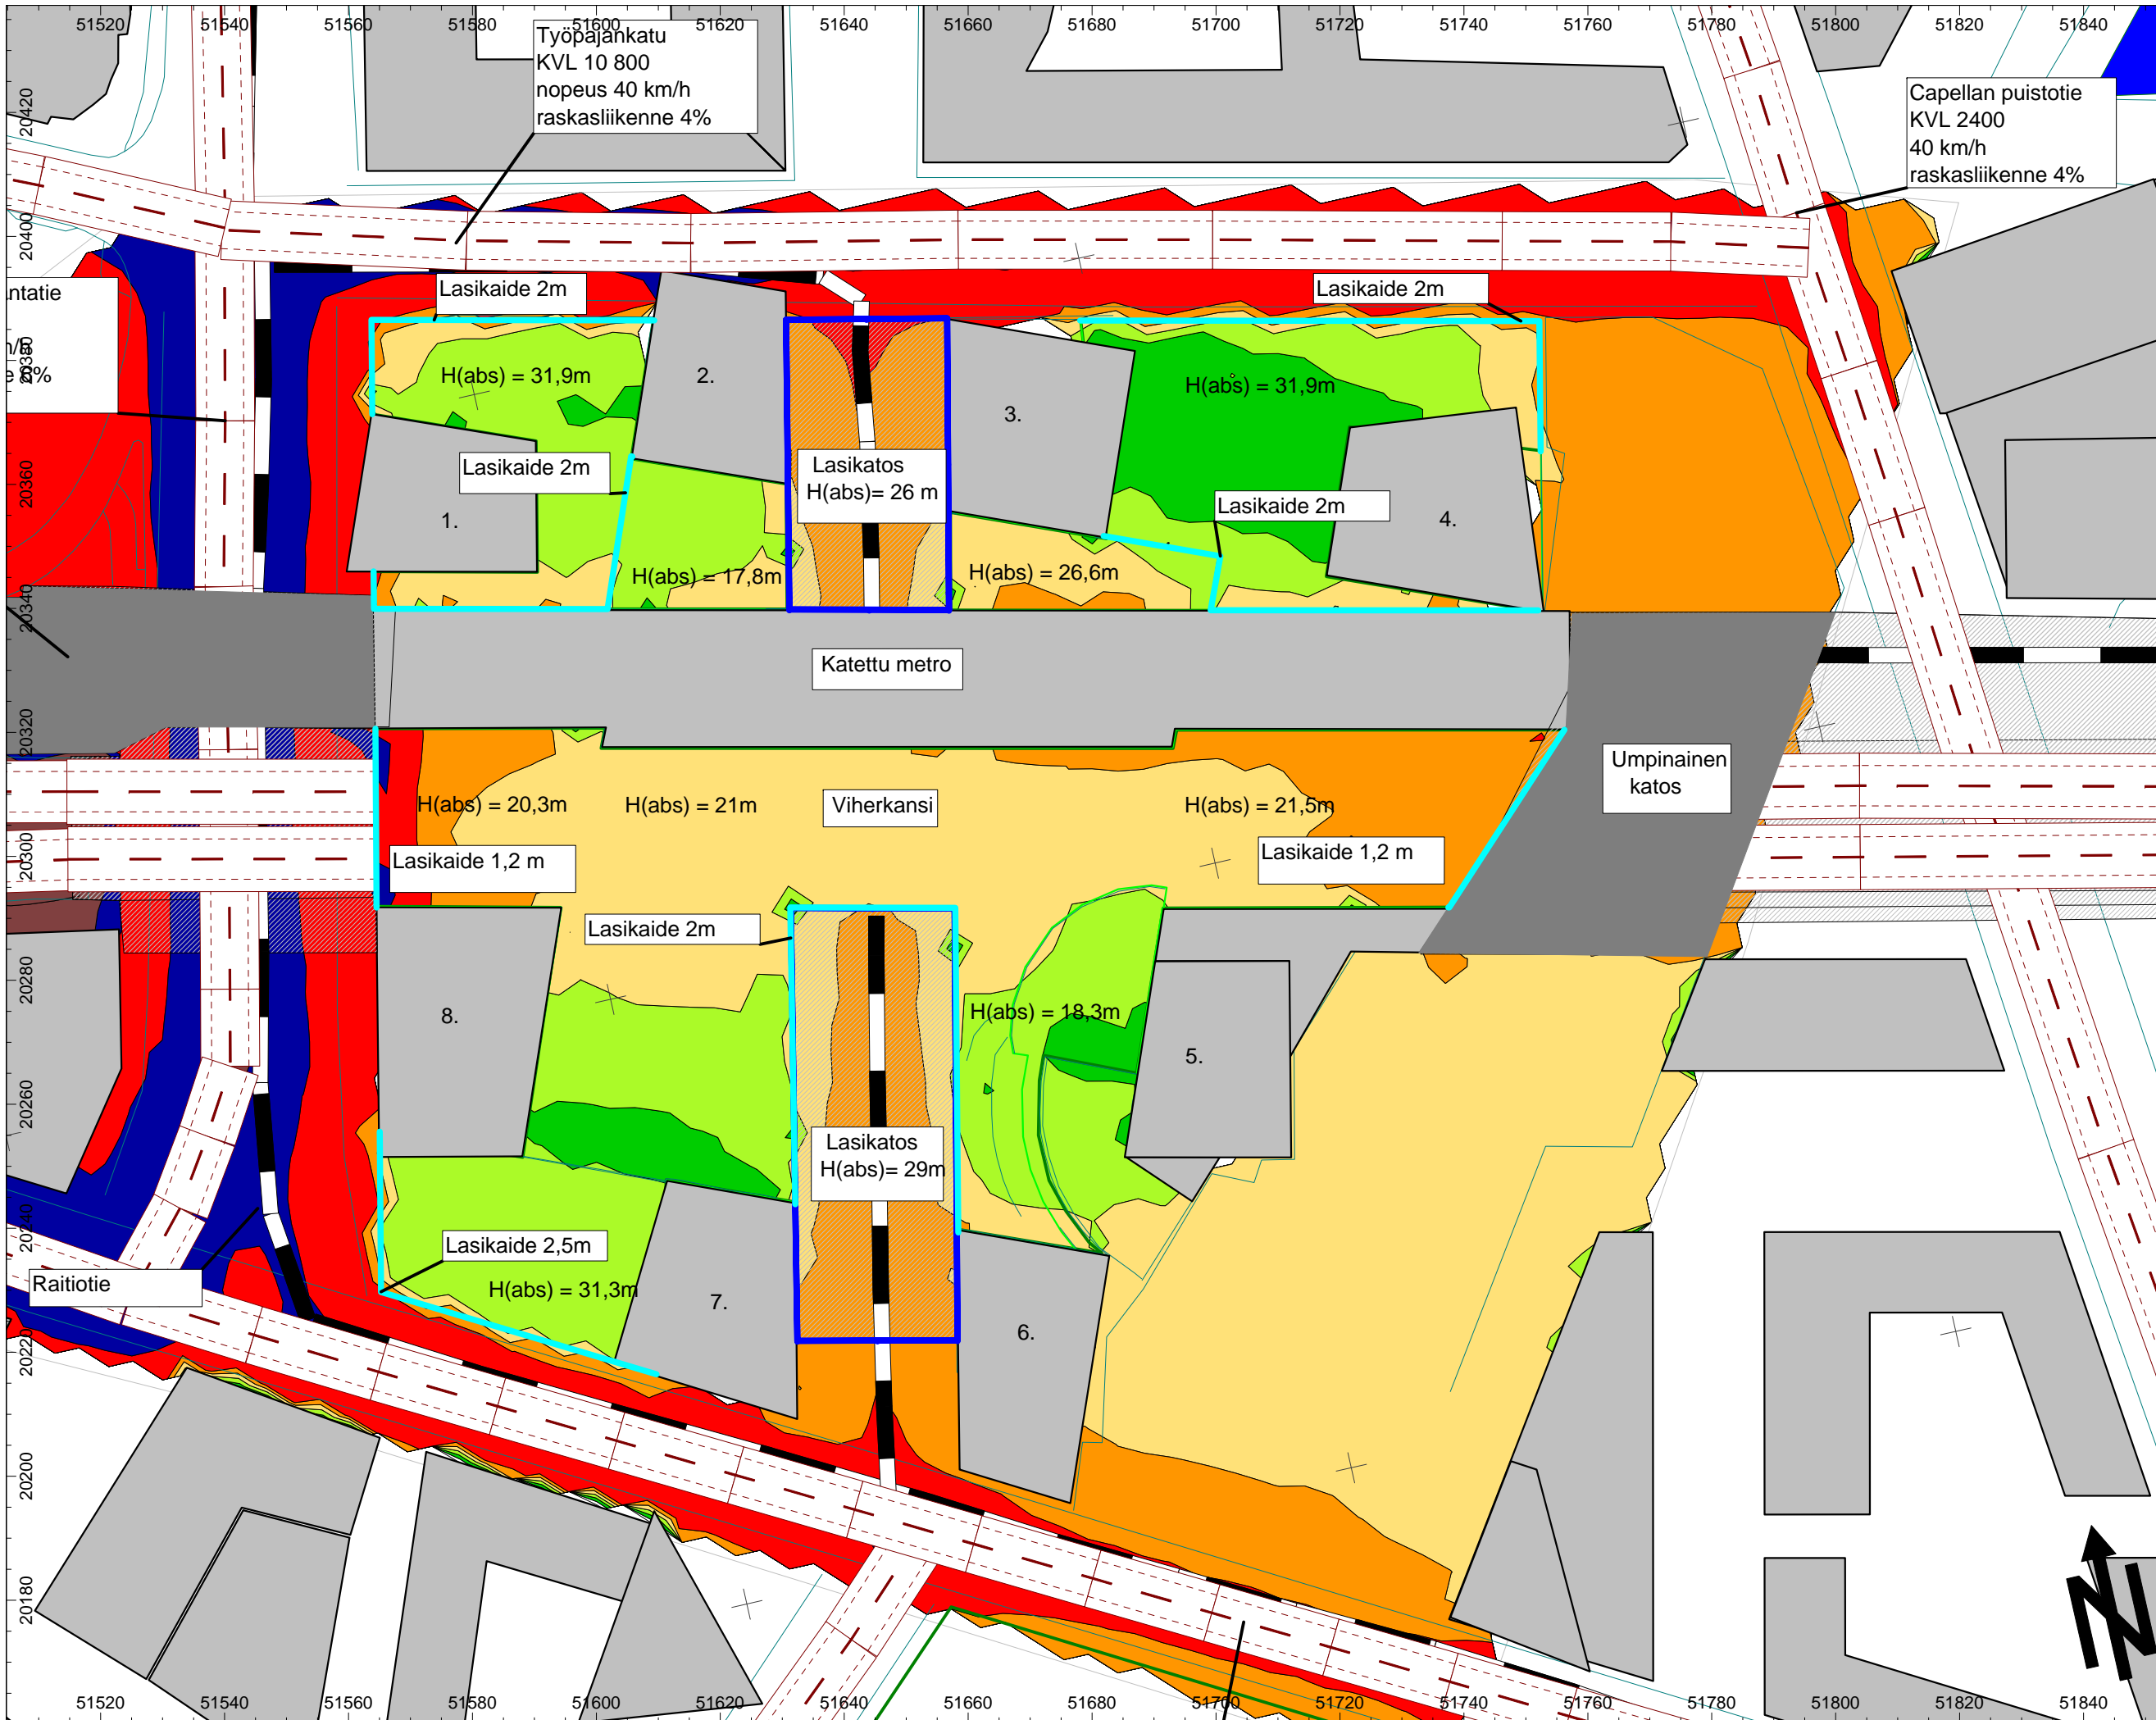 51520 51540 51560 51580 51600 51620 51640 51660 51680 51700 51720 51740 51760 51780 51800 51820 51840
Työpajankatu
KVL 10 800
nopeus 40 km/h
raskasliikenne 4%
Capellan puistotie
KVL 2400
40 km/h
raskasliikenne 4%
20420
20400
20380
20360
20340
20320
20300
20280
20260
20240
20220
20200
20180
ntatie
Lasikaide 2m
Lasikaide 2m
H(abs) = 31,9m
2.
3.
H(abs) = 31,9m
Lasikaide 2m
Lasikatos
H(abs)= 26 m
Lasikaide 2m
1.
4.
H(abs) = 17,8m
H(abs) = 26,6m
Katettu metro
Umpinainen
katos
H(abs) = 20,3m
H(abs) = 21m
Viherkansi
H(abs) = 21,5m
Lasikaide 1,2 m
Lasikaide 1,2 m
Lasikaide 2m
8.
H(abs) = 18,3m
5.
Lasikatos
H(abs)= 29m
Lasikaide 2,5m
Raitiotie
H(abs) = 31,3m
7.
6.
N
51520 51540 51560 51580 51600 51620 51640 51660 51680 51700 51720 51740 51760 51780 51800 51820 51840